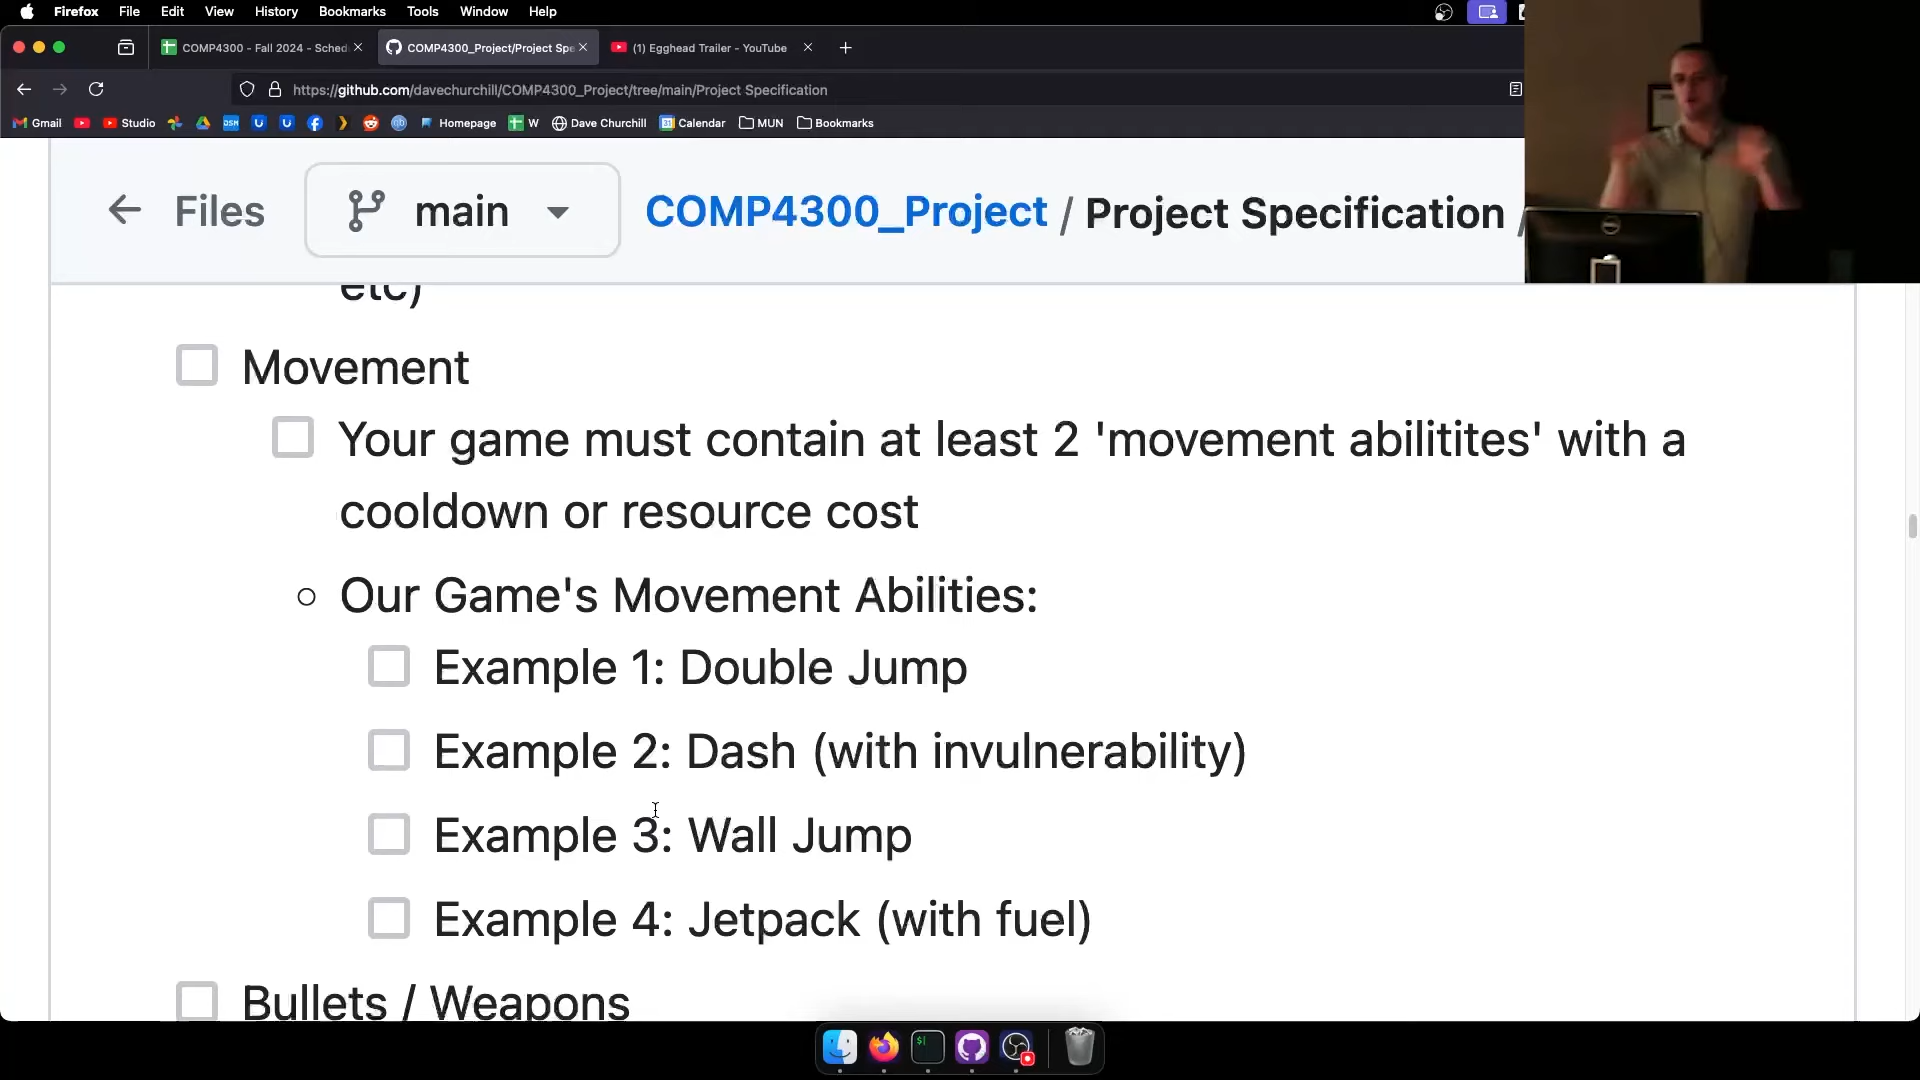 Firefox File Edit View History Bookmarks Tools Window Help
COMP4300 - Fall 2024 - Sched
COMP4300_Project/Project Spe
(1) Egghead Trailer - YouTube
https://github.com/davechurchill/COMP4300_Project/tree/main/Project Specification
Gmail Studio DSM Homepage W Dave Churchill Calendar MUN Bookmarks
Files main COMP4300_Project / Project Specification /
etc)
Movement
Your game must contain at least 2 'movement abilitites' with a
cooldown or resource cost
Our Game's Movement Abilities:
Example 1: Double Jump
Example 2: Dash (with invulnerability)
Example 3: Wall Jump
Example 4: Jetpack (with fuel)
Bullets / Weapons